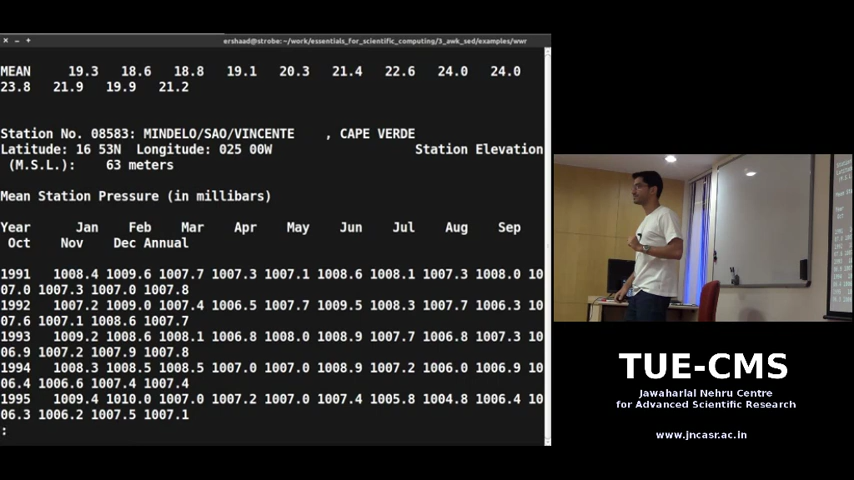 ershaad@strobe: ~/work/essentials_for_scientific_computing/3_awk_sed/examples/wwr
MEAN 19.3 18.6 18.8 19.1 20.3 21.4 22.6 24.0 24.0
23.8 21.9 19.9 21.2
Station No. 08583: MINDELO/SAO/VINCENTE , CAPE VERDE
Latitude: 16 53N Longitude: 025 00W Station Elevation
(M.S.L.): 63 meters
Mean Station Pressure (in millibars)
Year Jan Feb Mar Apr May Jun Jul Aug Sep
Oct Nov Dec Annual
1991 1008.4 1009.6 1007.7 1007.3 1007.1 1008.6 1008.1 1007.3 1008.0 10
07.0 1007.3 1007.0 1007.8
1992 1007.2 1009.0 1007.4 1006.5 1007.7 1009.5 1008.3 1007.7 1006.3 10
07.6 1007.1 1008.6 1007.7
1993 1009.2 1008.6 1008.1 1006.8 1008.0 1008.9 1007.7 1006.8 1007.3 10
06.9 1007.2 1007.9 1007.8
1994 1008.3 1008.5 1008.5 1007.0 1007.0 1008.9 1007.2 1006.0 1006.9 10
06.4 1006.6 1007.4 1007.4
1995 1009.4 1010.0 1007.0 1007.2 1007.0 1007.4 1005.8 1004.8 1006.4 10
06.3 1006.2 1007.5 1007.1
:
TUE-CMS
Jawaharlal Nehru Centre
for Advanced Scientific Research
www.jncasr.ac.in